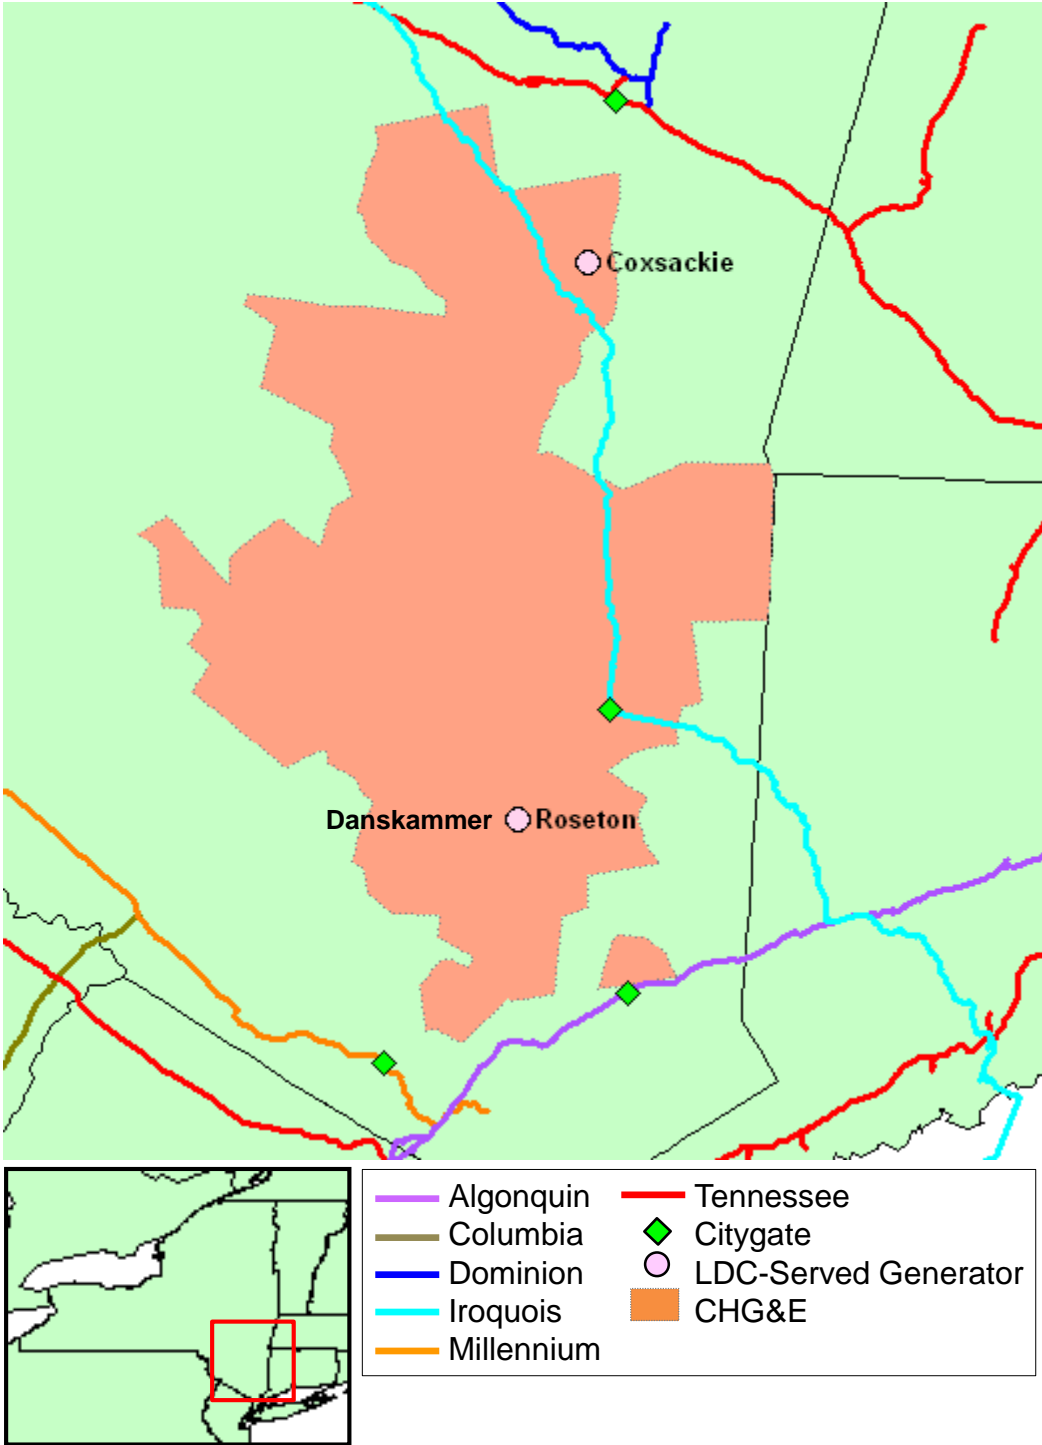 Coxsackie
Danskammer Roseton
Algonquin Tennessee
Columbia Citygate
Dominion LDC-Served Generator
Iroquois CHG&E
Millennium